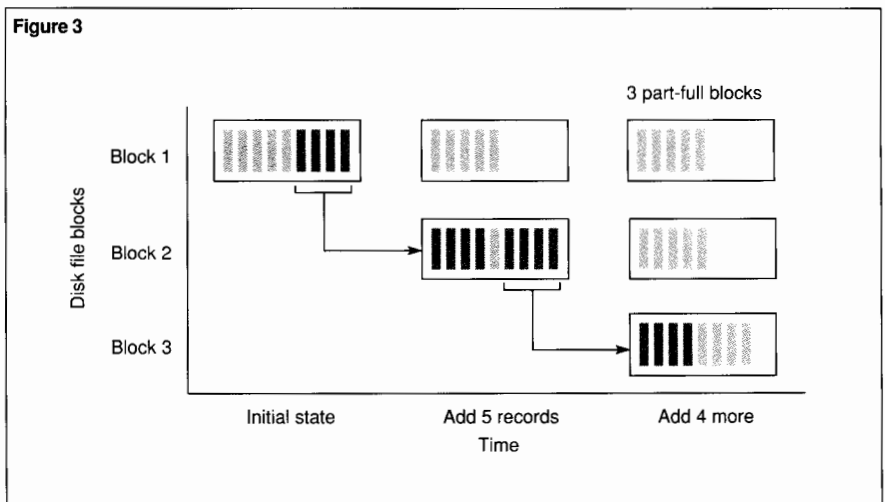 Figure 3
3 part-full blocks
Disk file blocks
Block 1
Block 2
Block 3
Initial state
Add 5 records
Add 4 more
Time